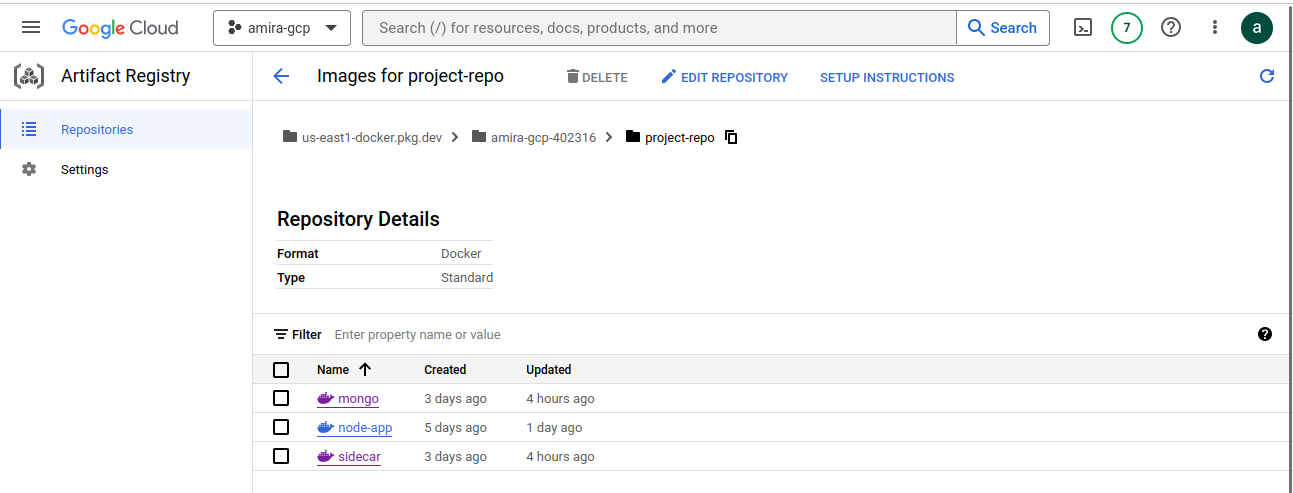 Google Cloud
amira-gcp
Search (/) for resources, docs, products, and more
Search
7
a
Artifact Registry
Images for project-repo
DELETE
EDIT REPOSITORY
SETUP INSTRUCTIONS
Repositories
Settings
us-east1-docker.pkg.dev
amira-gcp-402316
project-repo
Repository Details
Format Docker
Type Standard
Filter Enter property name or value
Name Created Updated
mongo 3 days ago 4 hours ago
node-app 5 days ago 1 day ago
sidecar 3 days ago 4 hours ago